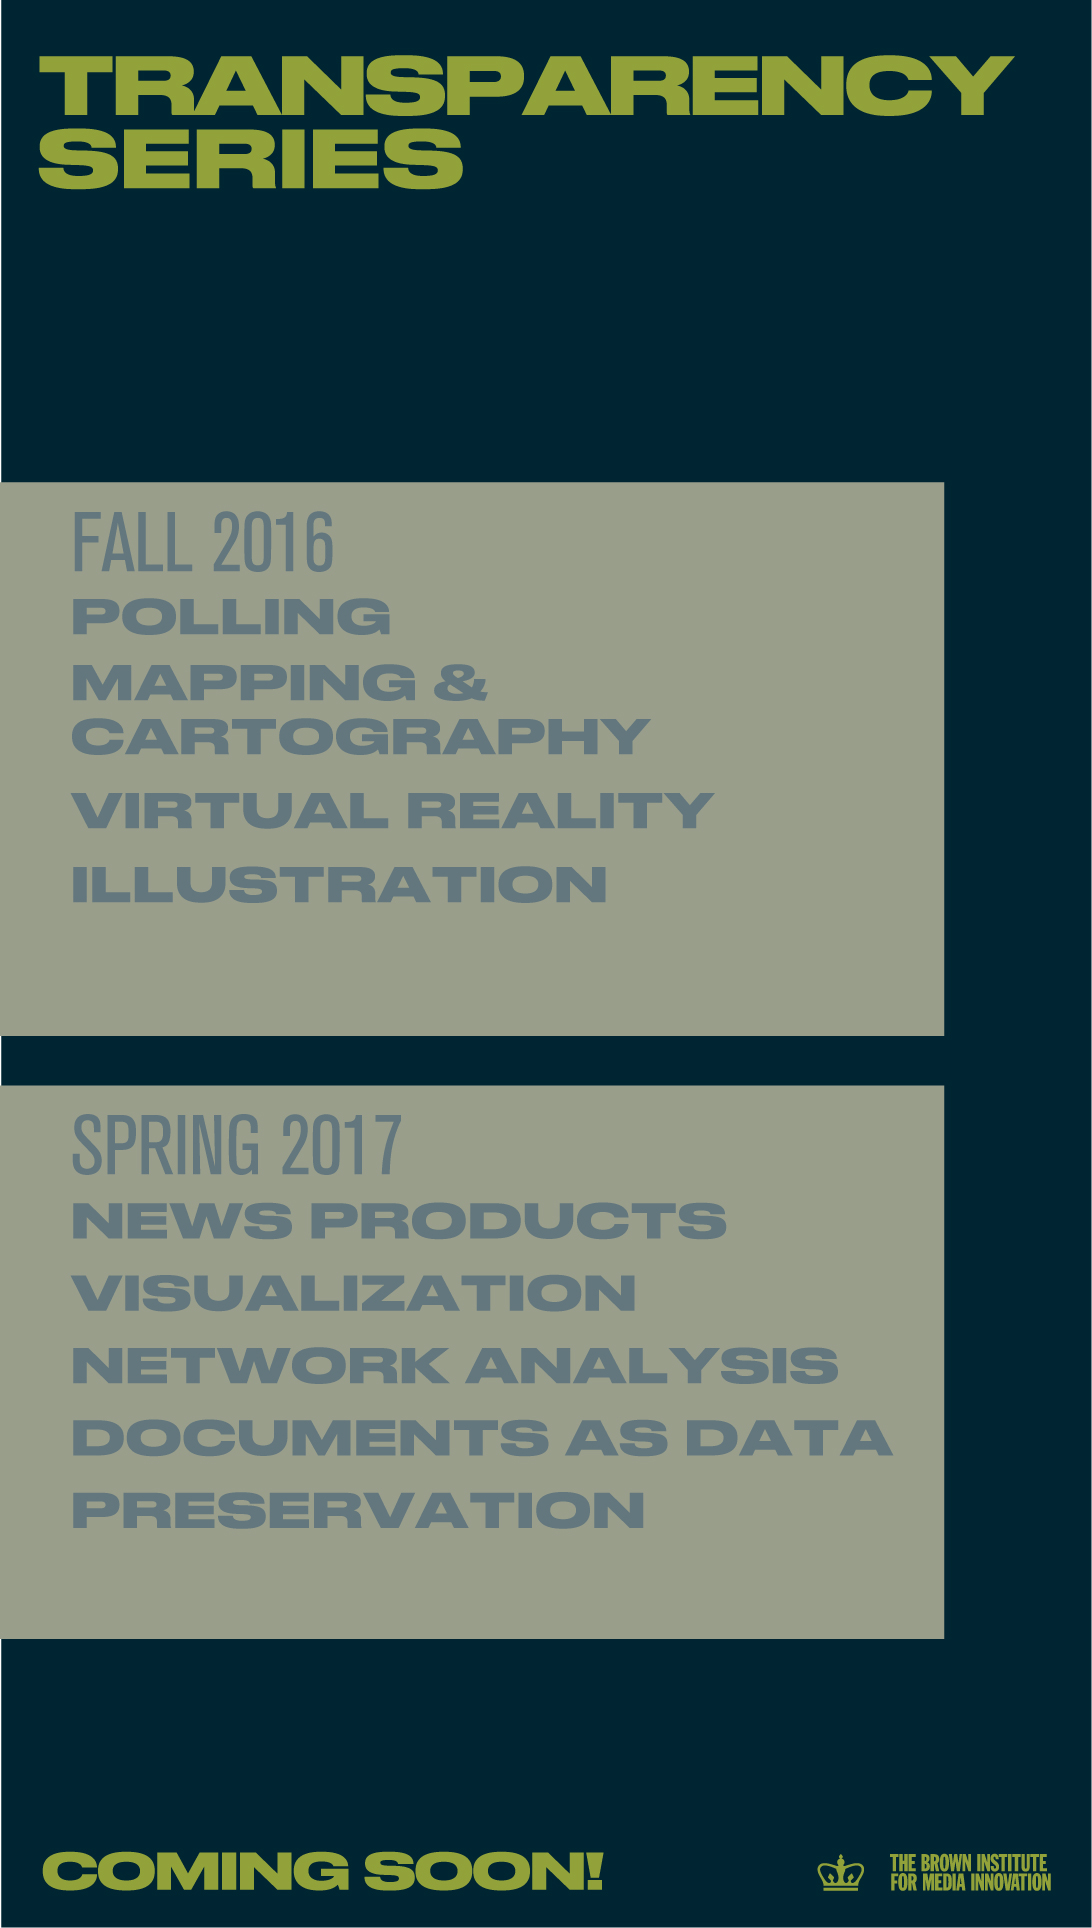 TRANSPARENCY
SERIES
FALL 2016
POLLING
MAPPING &
CARTOGRAPHY
VIRTUAL REALITY
ILLUSTRATION
SPRING 2017
NEWS PRODUCTS
VISUALIZATION
NETWORK ANALYSIS
DOCUMENTS AS DATA
PRESERVATION
COMING SOON!
THE BROWN INSTITUTE
FOR MEDIA INNOVATION